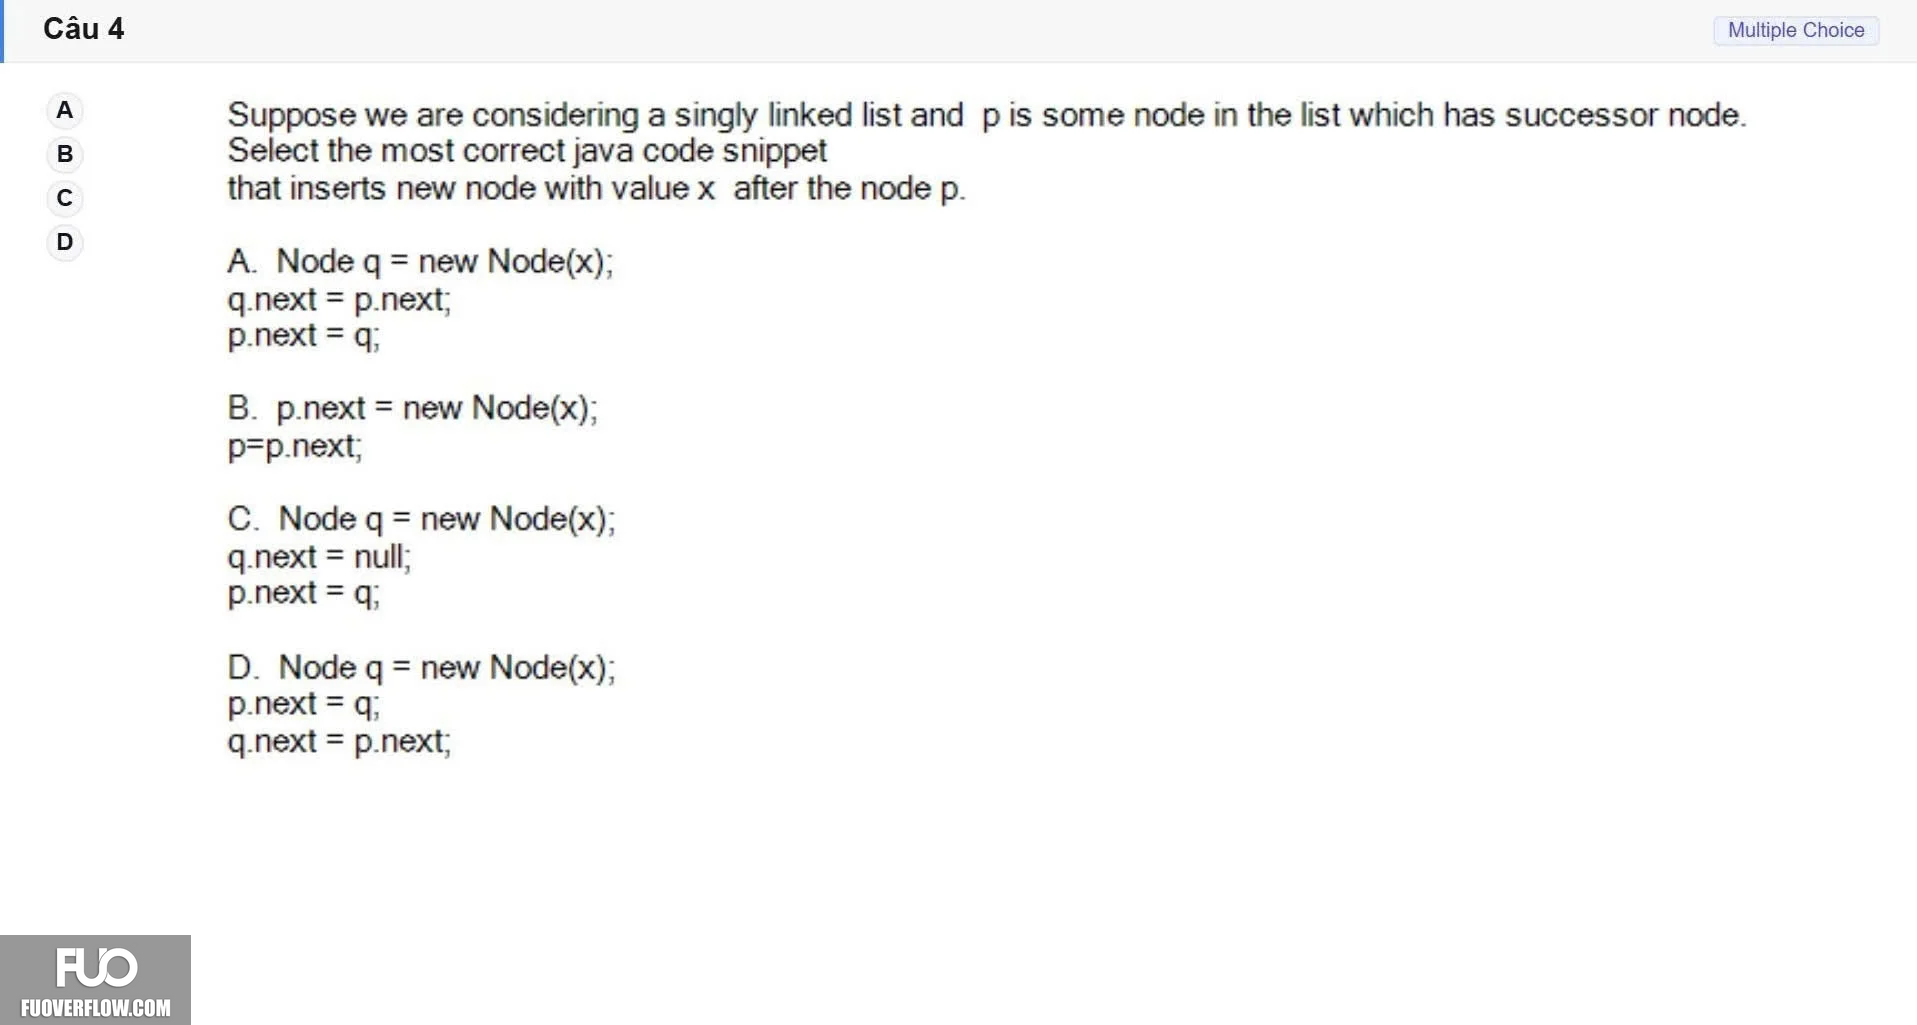 Câu 4
Multiple Choice
A
B
C
D
Suppose we are considering a singly linked list and  p is some node in the list which has successor node.
Select the most correct java code snippet
that inserts new node with value x  after the node p.
A.  Node q = new Node(x);
q.next = p.next;
p.next = q;
B.  p.next = new Node(x);
p=p.next;
C.  Node q = new Node(x);
q.next = null;
p.next = q;
D.  Node q = new Node(x);
p.next = q;
q.next = p.next;
FUO
FUOVERFLOW.COM